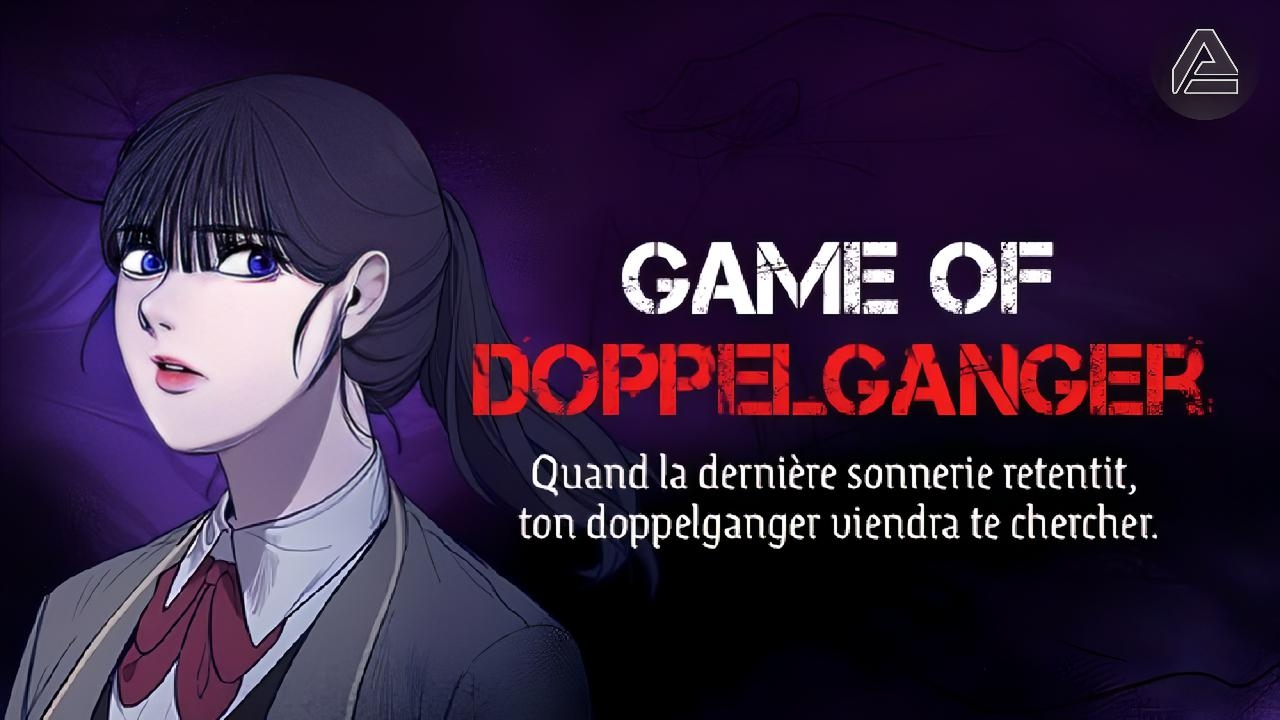 GAME OF
DOPPELGANGER
Quand la dernière sonnerie retentit,
ton doppelganger viendra te chercher.